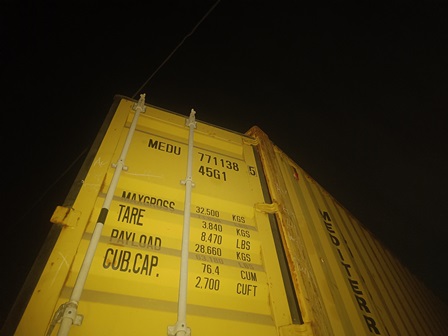 MEDU 771138 5
45G1
MAXGROSS 32.500 KGS
TARE 3.840 KGS
8.470 LBS
PAYLOAD 28.660 KGS
CUB.CAP. 76.4 CUM
2.700 CUFT
MEDITERR